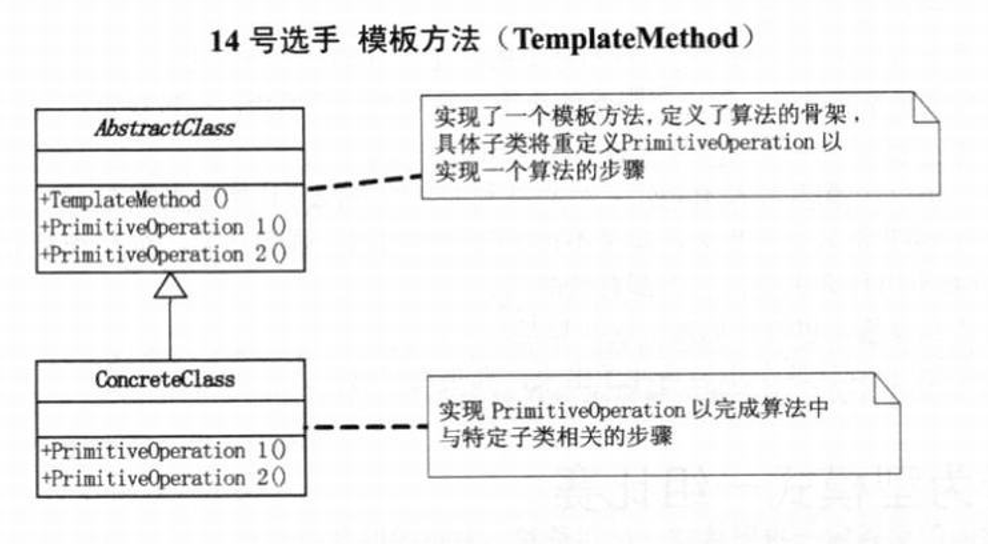 14 号选手 模板方法（TemplateMethod）
AbstractClass
+TemplateMethod ()
+PrimitiveOperation 1()
+PrimitiveOperation 2()
实现了一个模板方法，定义了算法的骨架，
具体子类将重定义PrimitiveOperation 以
实现一个算法的步骤
ConcreteClass
+PrimitiveOperation 1()
+PrimitiveOperation 2()
实现 PrimitiveOperation 以完成算法中
与特定子类相关的步骤